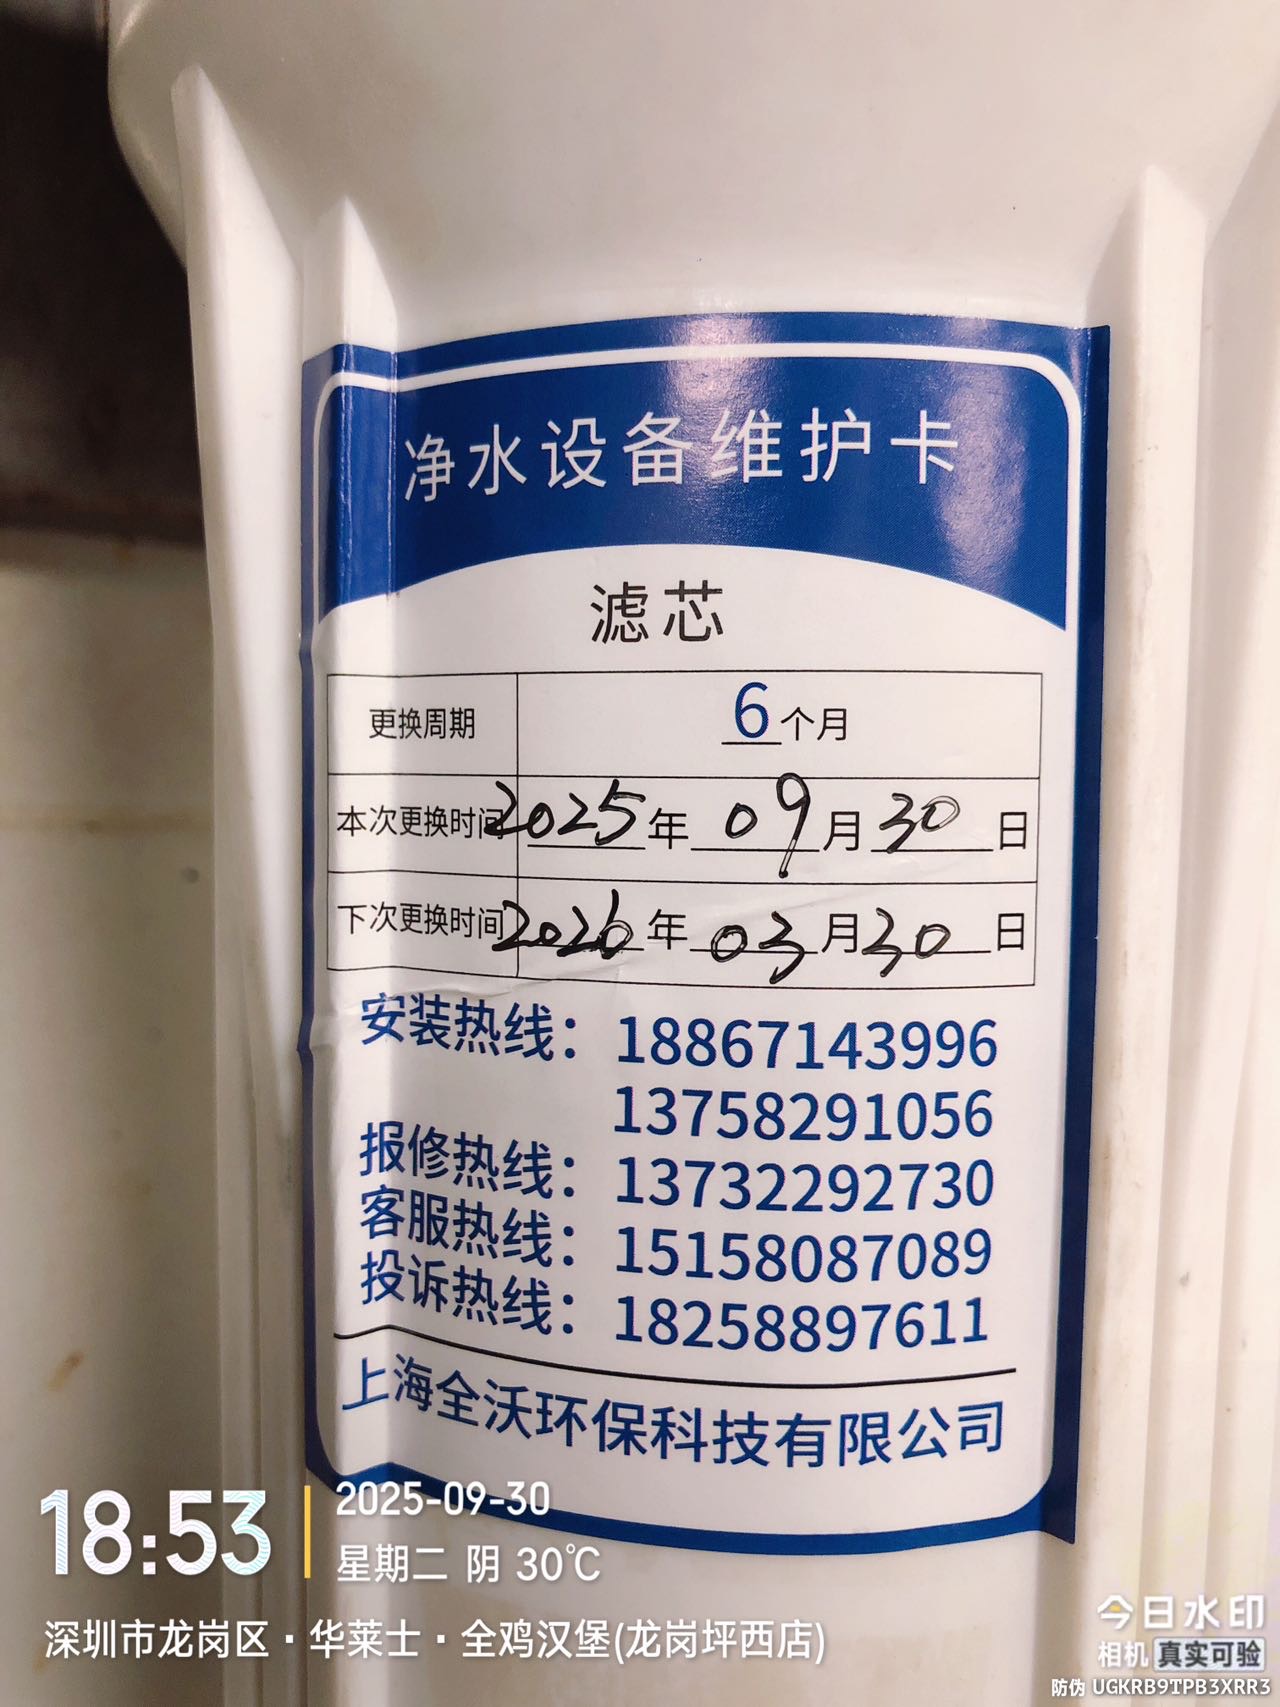 净水设备维护卡
滤芯
更换周期 6个月
本次更换时间 2025年 09月 30日
下次更换时间 2026年 03月 30日
安装热线：18867143996
13758291056
报修热线：13732292730
客服热线：15158087089
投诉热线：18258897611
上海全沃环保科技有限公司
18:53
2025-09-30
星期二 阴 30℃
深圳市龙岗区·华莱士·全鸡汉堡(龙岗坪西店)
今日水印
相机 真实可验
防伪 UGKRB9TPB3XRR3